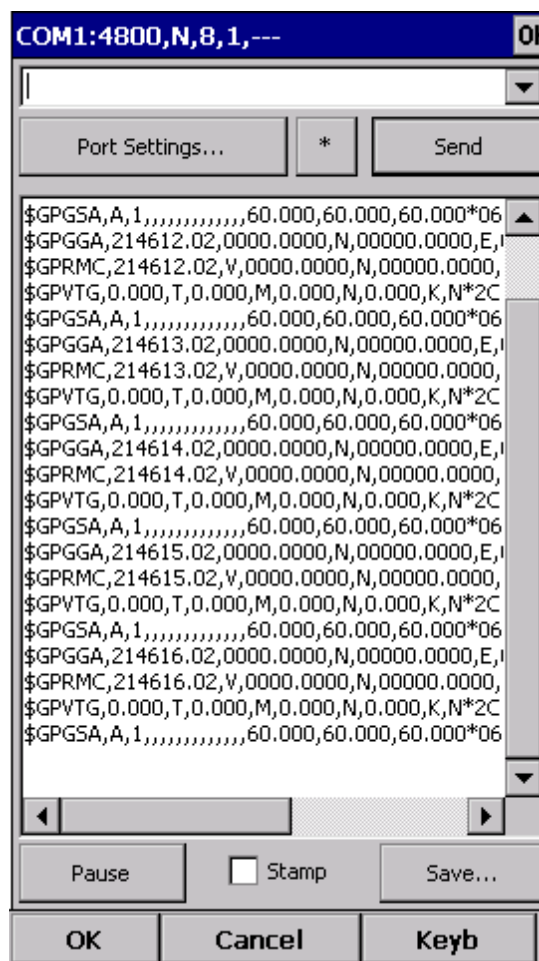 COM1:4800,N,8,1,---
Port Settings...
*
Send
$GPGSA,A,1,,,,,,,,,,,,,60.000,60.000,60.000*06
$GPGGA,214612.02,0000.0000,N,00000.0000,E,
$GPRMC,214612.02,V,0000.0000,N,00000.0000,
$GPVTG,0.000,T,0.000,M,0.000,N,0.000,K,N*2C
$GPGSA,A,1,,,,,,,,,,,,,60.000,60.000,60.000*06
$GPGGA,214613.02,0000.0000,N,00000.0000,E,
$GPRMC,214613.02,V,0000.0000,N,00000.0000,
$GPVTG,0.000,T,0.000,M,0.000,N,0.000,K,N*2C
$GPGSA,A,1,,,,,,,,,,,,,60.000,60.000,60.000*06
$GPGGA,214614.02,0000.0000,N,00000.0000,E,
$GPRMC,214614.02,V,0000.0000,N,00000.0000,
$GPVTG,0.000,T,0.000,M,0.000,N,0.000,K,N*2C
$GPGSA,A,1,,,,,,,,,,,,,60.000,60.000,60.000*06
$GPGGA,214615.02,0000.0000,N,00000.0000,E,
$GPRMC,214615.02,V,0000.0000,N,00000.0000,
$GPVTG,0.000,T,0.000,M,0.000,N,0.000,K,N*2C
$GPGSA,A,1,,,,,,,,,,,,,60.000,60.000,60.000*06
$GPGGA,214616.02,0000.0000,N,00000.0000,E,
$GPRMC,214616.02,V,0000.0000,N,00000.0000,
$GPVTG,0.000,T,0.000,M,0.000,N,0.000,K,N*2C
$GPGSA,A,1,,,,,,,,,,,,,60.000,60.000,60.000*06
Pause
Stamp
Save...
OK
Cancel
Keyb